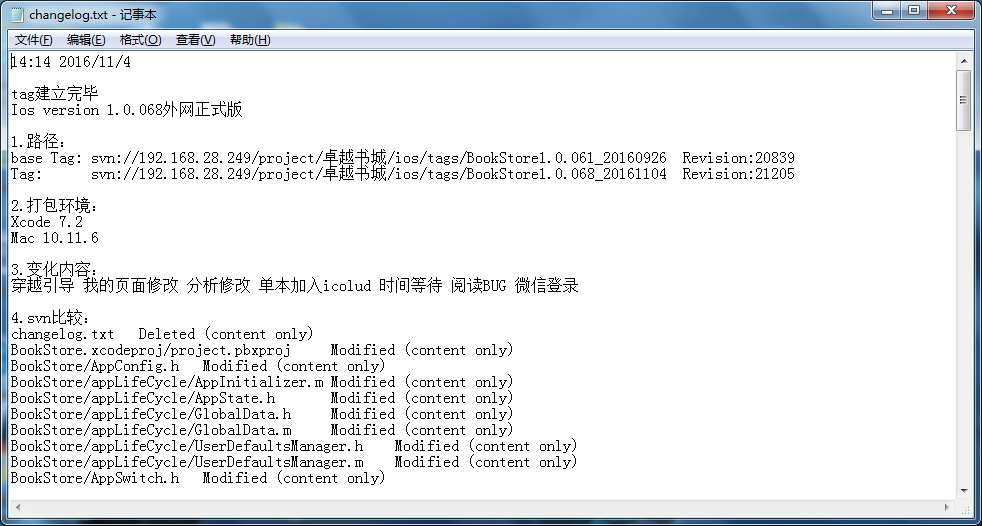 changelog.txt - 记事本
文件(F) 编辑(E) 格式(O) 查看(V) 帮助(H)
14:14 2016/11/4
tag建立完毕
Ios version 1.0.068外网正式版
1.路径:
base Tag: svn://192.168.28.249/project/卓越书城/ios/tags/BookStore1.0.061_20160926 Revision:20839
Tag: svn://192.168.28.249/project/卓越书城/ios/tags/BookStore1.0.068_20161104 Revision:21205
2.打包环境:
Xcode 7.2
Mac 10.11.6
3.变化内容:
穿越引导 我的页面修改 分析修改 单本加入icolud 时间等待 阅读BUG 微信登录
4.svn比较:
changelog.txt Deleted (content only)
BookStore.xcodeproj/project.pbxproj Modified (content only)
BookStore/AppConfig.h Modified (content only)
BookStore/appLifeCycle/AppInitializer.m Modified (content only)
BookStore/appLifeCycle/AppState.h Modified (content only)
BookStore/appLifeCycle/GlobalData.h Modified (content only)
BookStore/appLifeCycle/GlobalData.m Modified (content only)
BookStore/appLifeCycle/UserDefaultsManager.h Modified (content only)
BookStore/appLifeCycle/UserDefaultsManager.m Modified (content only)
BookStore/AppSwitch.h Modified (content only)